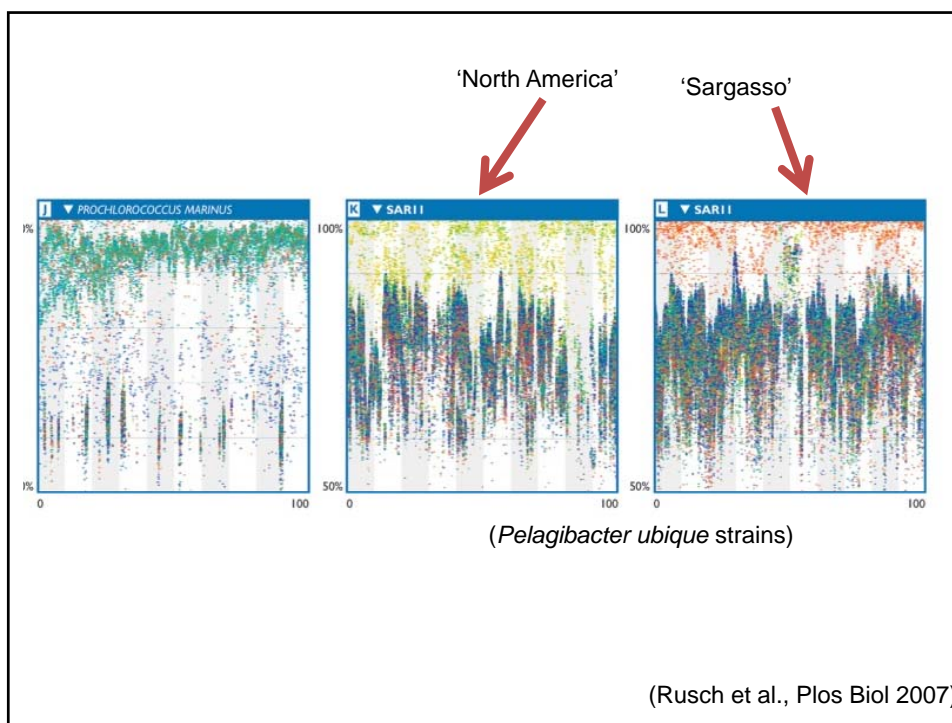 ‘North America’
‘Sargasso’
J ▼ PROCHLOROCOCCUS MARINUS
K ▼ SAR11
L ▼ SAR11
0%
100%
100%
)%
50%
50%
0
100
0
100
0
100
(Pelagibacter ubique strains)
(Rusch et al., Plos Biol 2007)